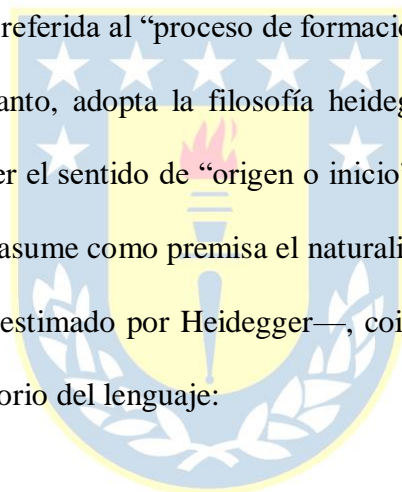 referida al “proceso de formació
anto, adopta la filosofía heideg
er el sentido de “origen o inicio”
asume como premisa el naturali
estimado por Heidegger—, coi
orio del lenguaje: